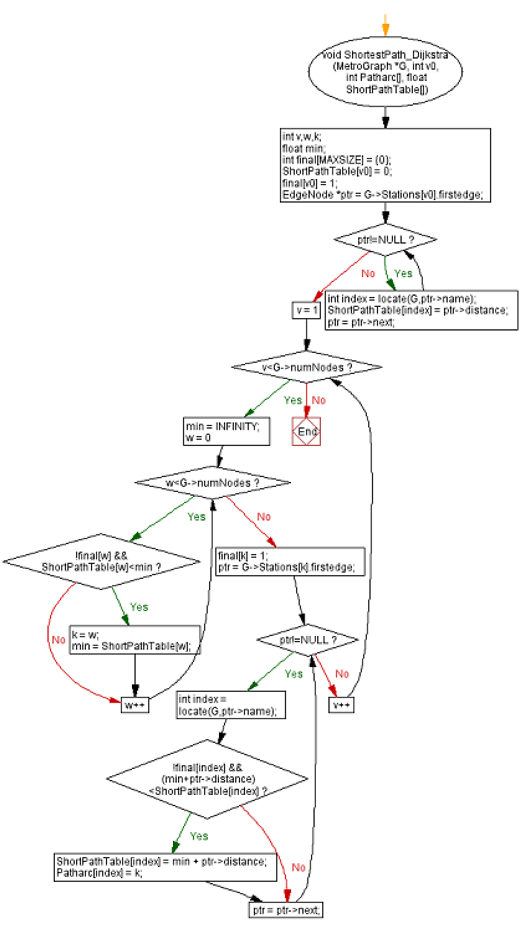 void ShortestPath_Dijkstra
(MetroGraph *G, int v0,
int Patharc[], float
ShortPathTable[])
int v,w,k;
float min;
int final[MAXSIZE] = {0};
ShortPathTable[v0] = 0;
final[v0] = 1;
EdgeNode *ptr = G->Stations[v0].firstedge;
ptr!=NULL ?
No
Yes
int index = locate(G,ptr->name);
ShortPathTable[index] = ptr->distance;
ptr = ptr->next;
v = 1
v<G->numNodes ?
Yes
No
End
min = INFINITY;
w = 0
w<G->numNodes ?
Yes
No
!final[w] &&
ShortPathTable[w]<min ?
final[k] = 1;
ptr = G->Stations[k].firstedge;
Yes
No
k = w;
min = ShortPathTable[w];
ptr!=NULL ?
w++
Yes
No
int index =
locate(G,ptr->name);
v++
!final[index] &&
(min+ptr->distance)
<ShortPathTable[index] ?
Yes
No
ShortPathTable[index] = min + ptr->distance;
Patharc[index] = k;
ptr = ptr->next;